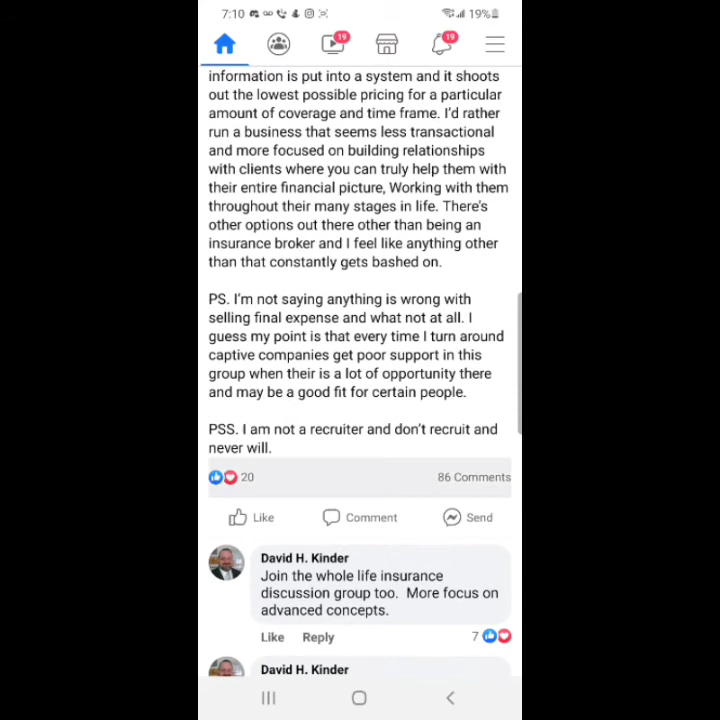 7:10
19%
19
19
information is put into a system and it shoots
out the lowest possible pricing for a particular
amount of coverage and time frame. I'd rather
run a business that seems less transactional
and more focused on building relationships
with clients where you can truly help them with
their entire financial picture, Working with them
throughout their many stages in life. There's
other options out there other than being an
insurance broker and I feel like anything other
than that constantly gets bashed on.
PS. I'm not saying anything is wrong with
selling final expense and what not at all. I
guess my point is that every time I turn around
captive companies get poor support in this
group when their is a lot of opportunity there
and may be a good fit for certain people.
PSS. I am not a recruiter and don't recruit and
never will.
20
86 Comments
Like
Comment
Send
David H. Kinder
Join the whole life insurance
discussion group too. More focus on
advanced concepts.
Like Reply
7
David H. Kinder